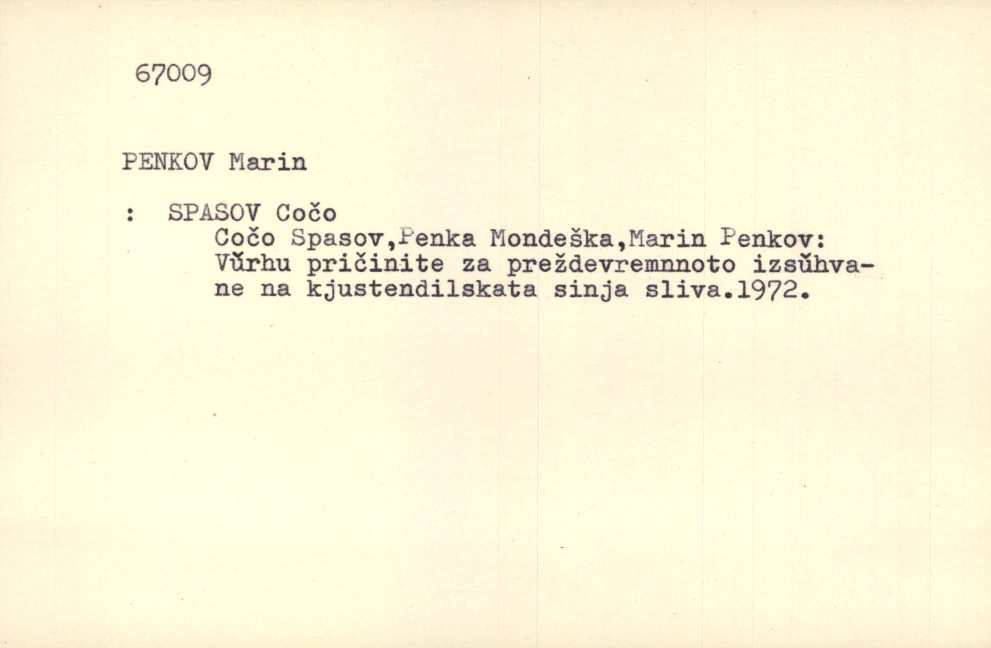 67009
PENKOV Marin
: SPASOV Cočo
Cočo Spasov,Penka Mondeška,Marin Penkov:
Vŭrhu pričinite za preždevremnnoto izsŭhva-
ne na kjustendilskata sinja sliva.1972.